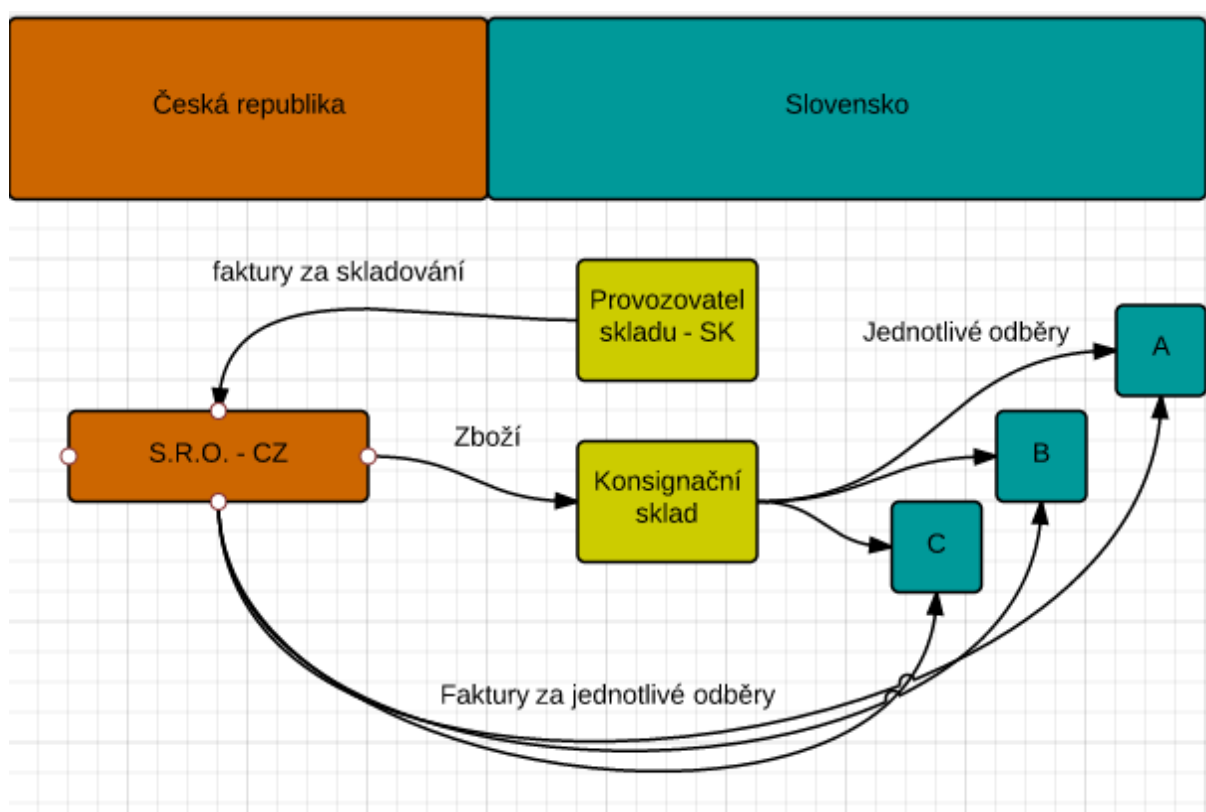 Česká republika
Slovensko
faktury za skladování
Provozovatel
skladu - SK
Jednotlivé odběry
A
S.R.O. - CZ
Zboží
Konsignační
sklad
B
C
Faktury za jednotlivé odběry